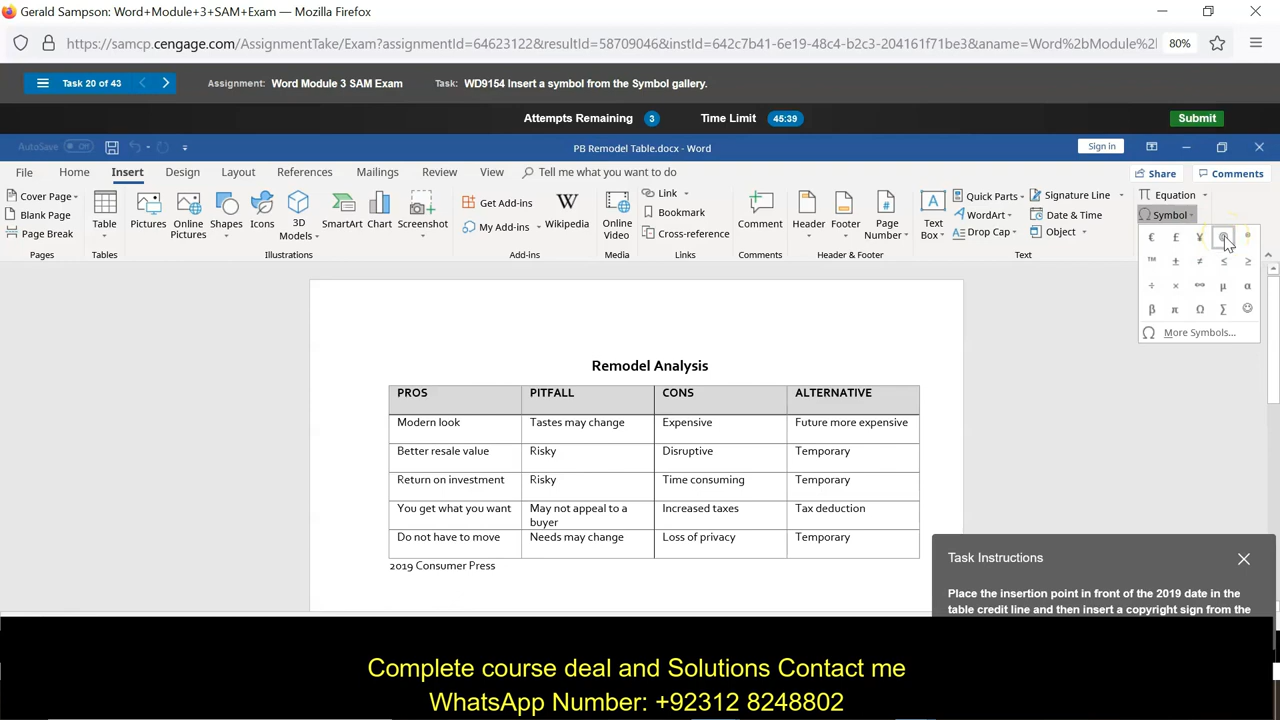 Gerald Sampson: Word+Module+3+SAM+Exam — Mozilla Firefox
https://samcp.cengage.com/AssignmentTake/Exam?assignmentId=64623122&resultId=58709046&instId=642c7b41-6e19-48c4-b2c3-204161f71be3&aname=Word%2bModule%2 80%
Task 20 of 43 Assignment: Word Module 3 SAM Exam Task: WD9154 Insert a symbol from the Symbol gallery.
Attempts Remaining 3 Time Limit 45:39 Submit
AutoSave Off PB Remodel Table.docx - Word Sign in
File Home Insert Design Layout References Mailings Review View Tell me what you want to do Share Comments
Cover Page
Blank Page
Page Break
Table
Pictures
Online Pictures
Shapes
Icons
3D Models
SmartArt
Chart
Screenshot
Get Add-ins
My Add-ins
Wikipedia
Online Video
Link
Bookmark
Cross-reference
Comment
Header
Footer
Page Number
Text Box
Quick Parts
WordArt
Drop Cap
Signature Line
Date & Time
Object
Equation
Symbol
Pages Tables Illustrations Add-ins Media Links Comments Header & Footer Text
€ £ ¥
™ ± ≠ ≤ ≥
÷ × ∞ µ α
β π Ω ∑ ☺
More Symbols...
Remodel Analysis
PROS PITFALL CONS ALTERNATIVE
Modern look Tastes may change Expensive Future more expensive
Better resale value Risky Disruptive Temporary
Return on investment Risky Time consuming Temporary
You get what you want May not appeal to a buyer Increased taxes Tax deduction
Do not have to move Needs may change Loss of privacy Temporary
2019 Consumer Press
Task Instructions
Place the insertion point in front of the 2019 date in the
table credit line and then insert a copyright sign from the
Complete course deal and Solutions Contact me
WhatsApp Number: +92312 8248802